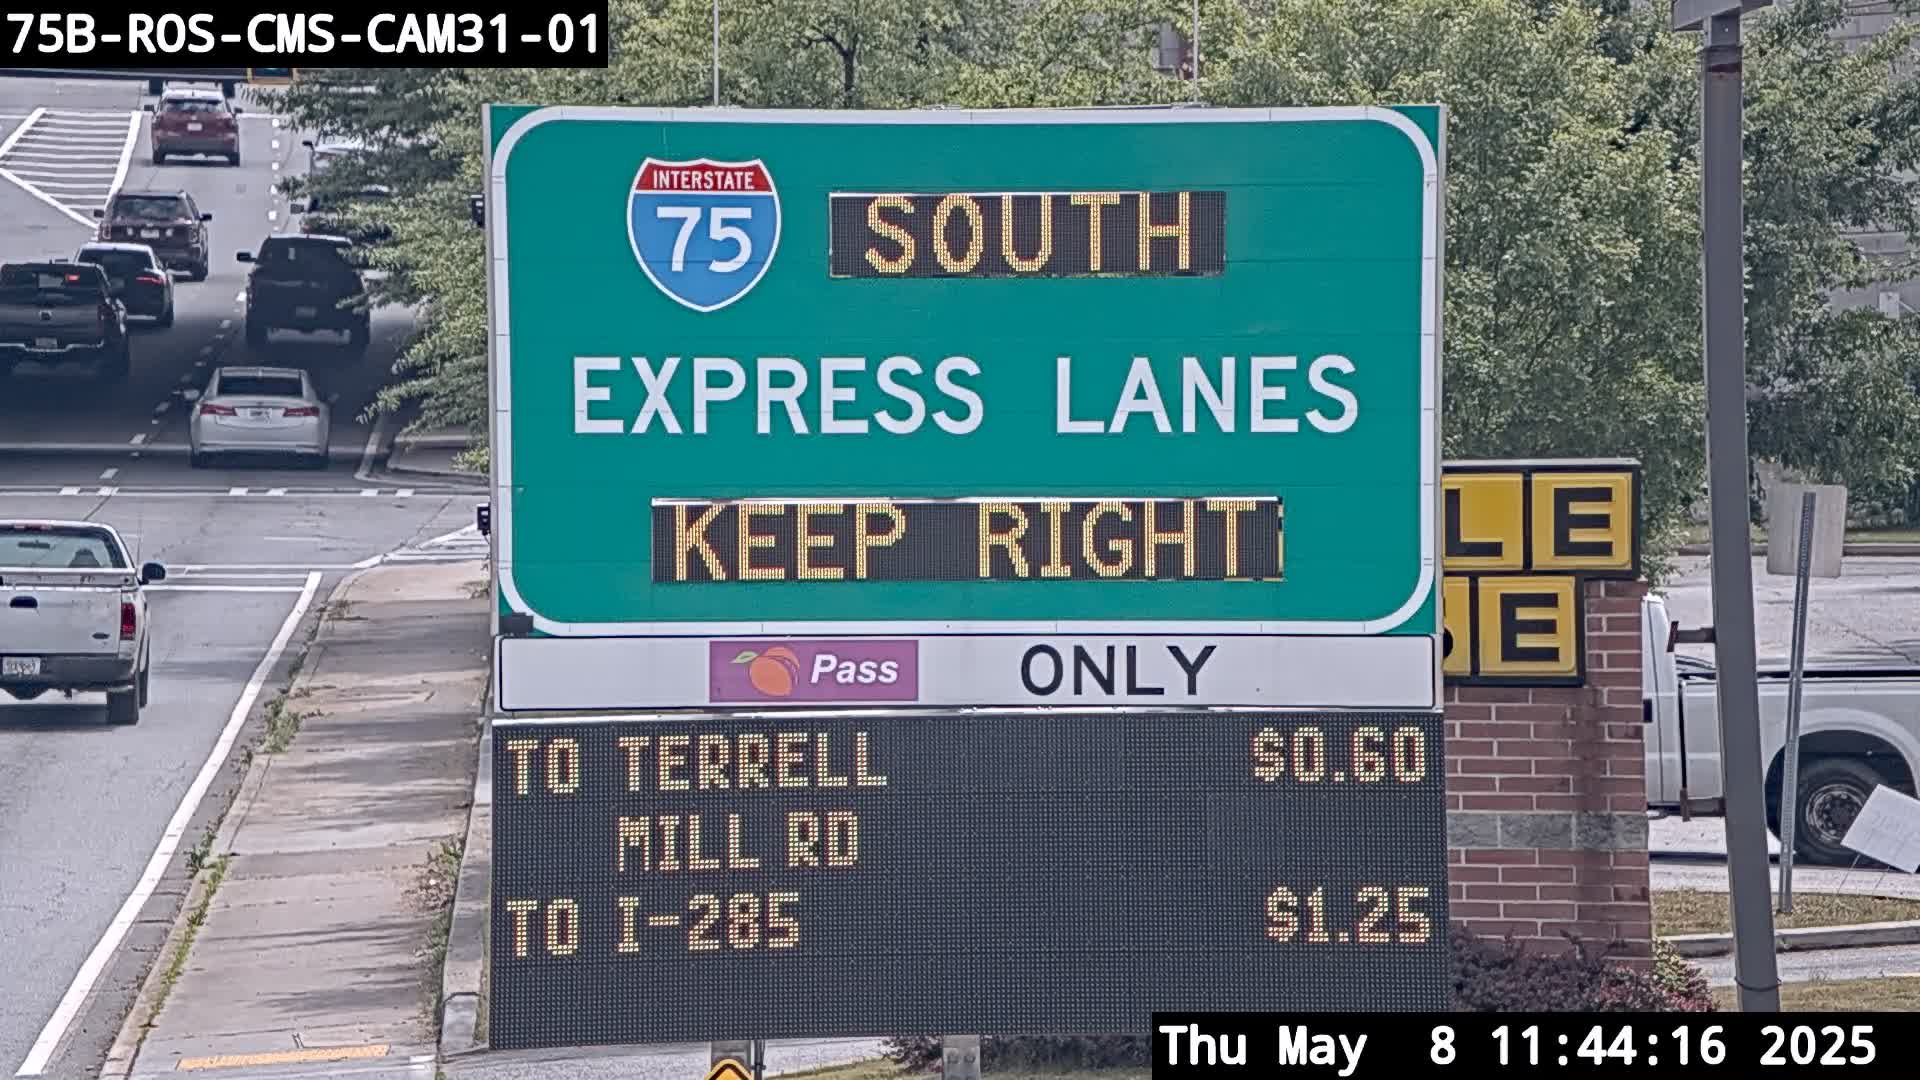 75B-ROS-CMS-CAM31-01
INTERSTATE
75
SOUTH
EXPRESS LANES
KEEP RIGHT
Pass ONLY
LE
E
TO TERRELL $0.60
MILL RD
TO I-285 $1.25
Thu May 8 11:44:16 2025